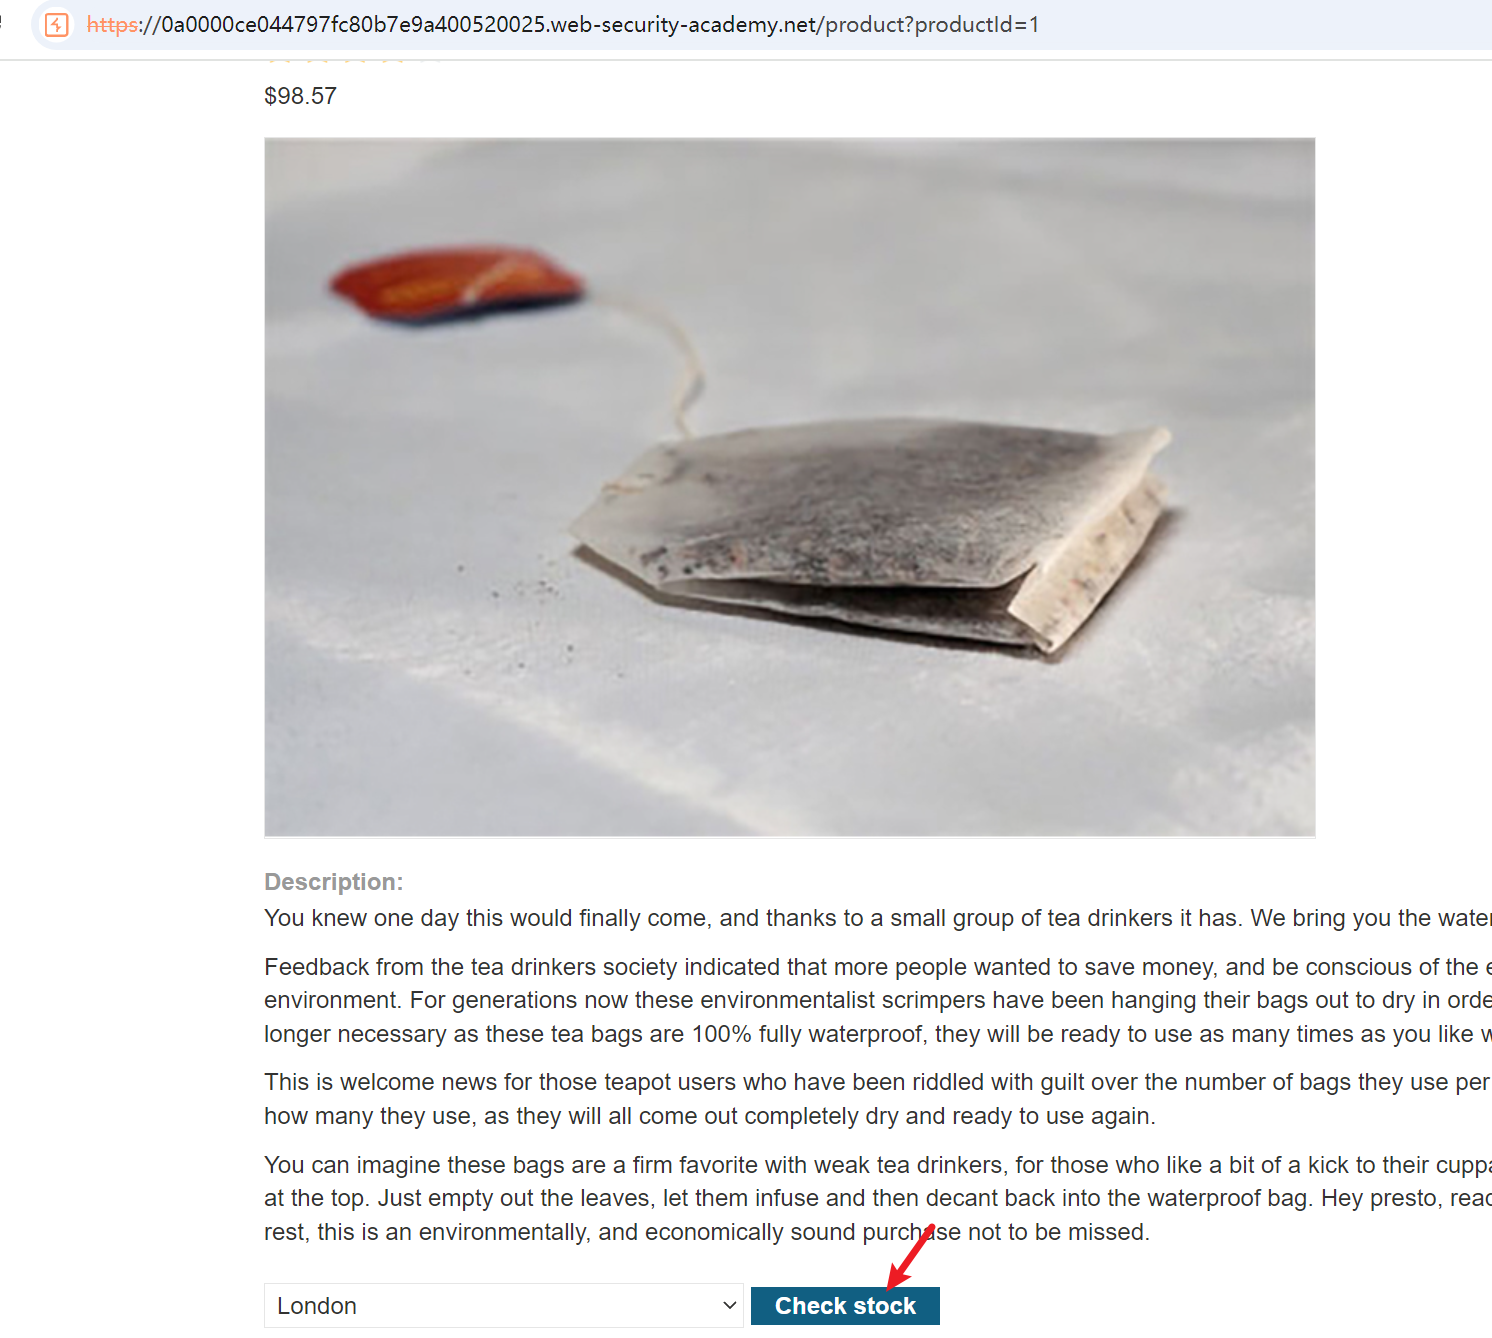 https://0a0000ce044797fc80b7e9a400520025.web-security-academy.net/product?productId=1
$98.57
Description:
You knew one day this would finally come, and thanks to a small group of tea drinkers it has. We bring you the
Feedback from the tea drinkers society indicated that more people wanted to save money, and be conscious of the
environment. For generations now these environmentalist scrimpers have been hanging their bags out to dry in
longer necessary as these tea bags are 100% fully waterproof, they will be ready to use as many times as you like
This is welcome news for those teapot users who have been riddled with guilt over the number of bags they use per
how many they use, as they will all come out completely dry and ready to use again.
You can imagine these bags are a firm favorite with weak tea drinkers, for those who like a bit of a kick to their
at the top. Just empty out the leaves, let them infuse and then decant back into the waterproof bag. Hey presto,
rest, this is an environmentally, and economically sound purchase not to be missed.
London
Check stock